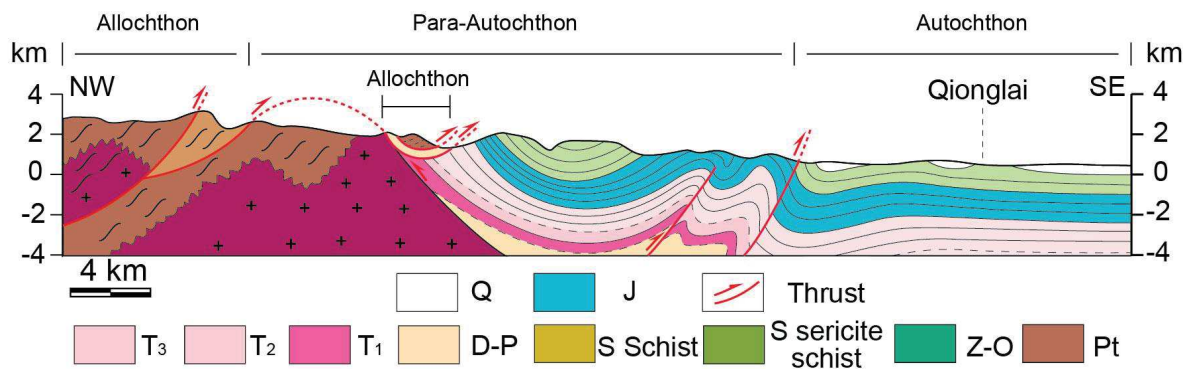 Allochthon Para-Autochthon Autochthon
km km
NW Allochthon Qionglai SE
4 4
2 2
0 0
-2 -2
-4 -4
4 km
Q J Thrust
T3 T2 T1 D-P S Schist S sericite schist Z-O Pt